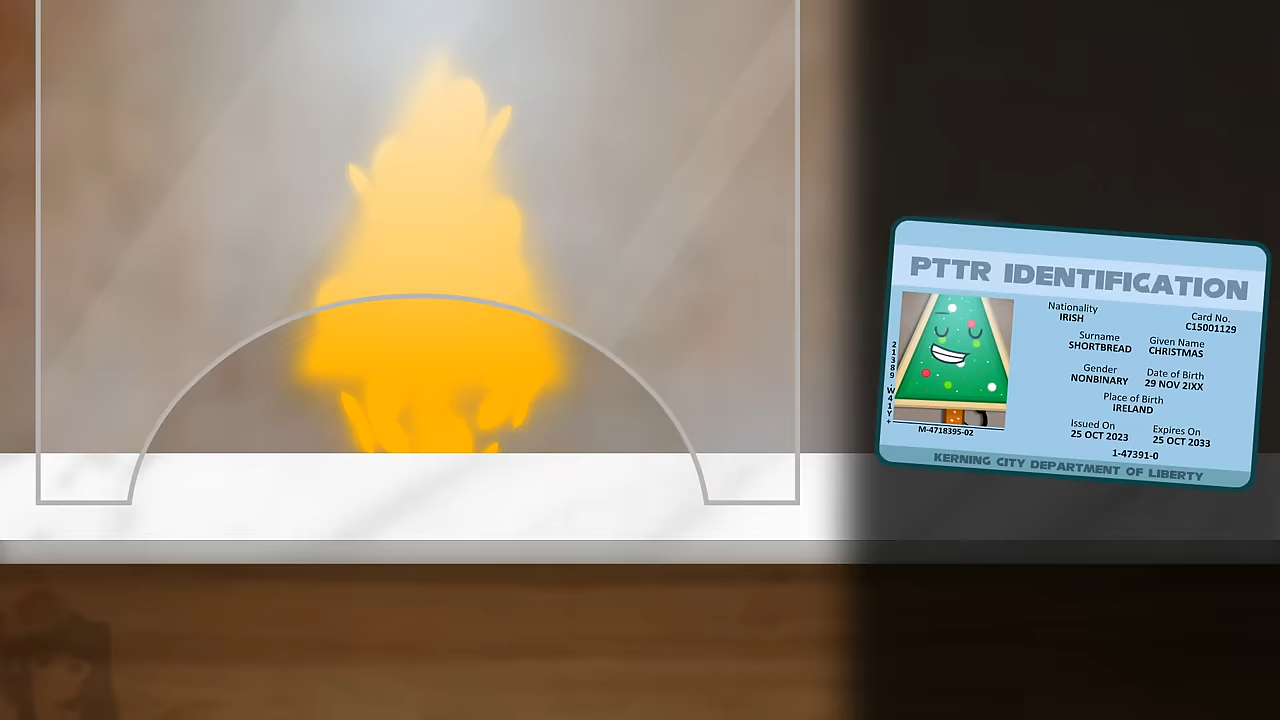 PTTR IDENTIFICATION
Nationality
IRISH
Card No.
C15001129
Surname
SHORTBREAD
Given Name
CHRISTMAS
Gender
NONBINARY
Date of Birth
29 NOV 2IXX
Place of Birth
IRELAND
Issued On
25 OCT 2023
Expires On
25 OCT 2033
1-47391-0
21389.W41Y+
M-4718395-02
KERNING CITY DEPARTMENT OF LIBERTY